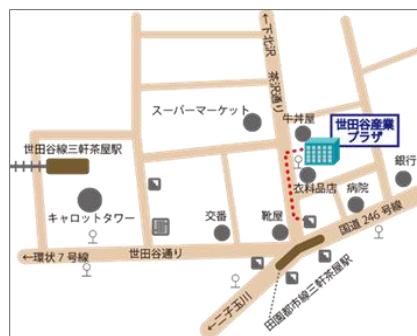 ←下北沢
茶沢通り
スーパーマーケット
牛丼屋
世田谷産業
プラザ
世田谷線三軒茶屋駅
銀行
衣料品店
病院
キャロットタワー
交番
靴屋
国道246号線
世田谷通り
←環状7号線
田園都市線三軒茶屋駅
←二子玉川